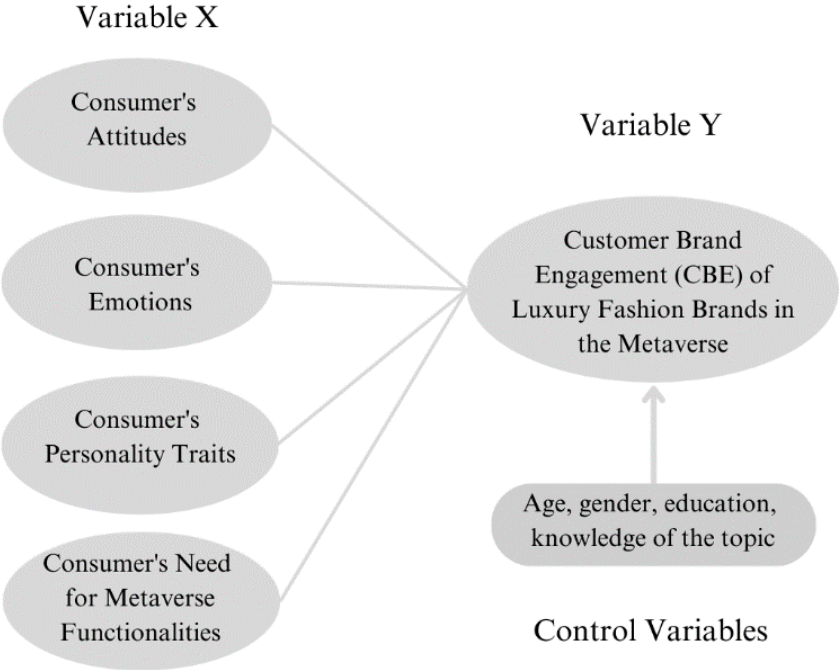 Variable X
Consumer's
Attitudes
Consumer's
Emotions
Consumer's
Personality Traits
Consumer's Need
for Metaverse
Functionalities
Variable Y
Customer Brand
Engagement (CBE) of
Luxury Fashion Brands in
the Metaverse
Age, gender, education,
knowledge of the topic
Control Variables